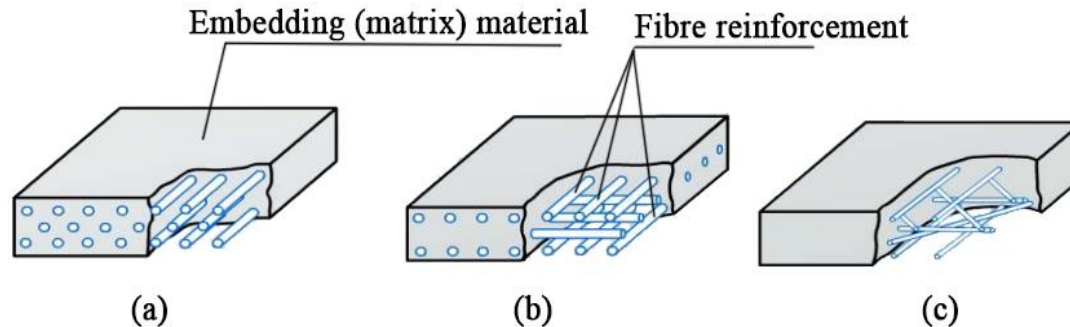 Embedding (matrix) material
Fibre reinforcement
(a)
(b)
(c)